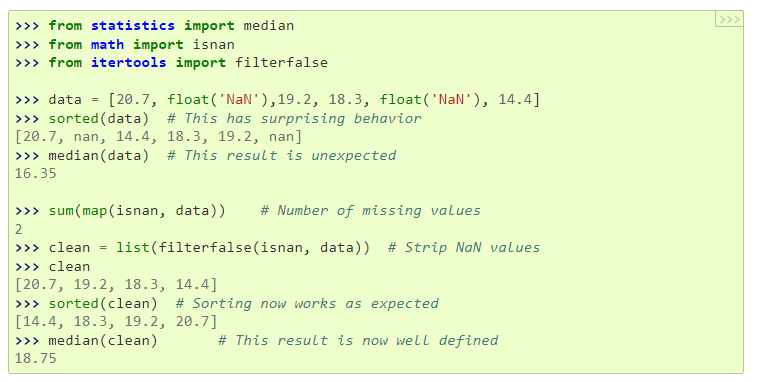 >>>
>>> from statistics import median
>>> from math import isnan
>>> from itertools import filterfalse
>>> data = [20.7, float('NaN'),19.2, 18.3, float('NaN'), 14.4]
>>> sorted(data)  # This has surprising behavior
[20.7, nan, 14.4, 18.3, 19.2, nan]
>>> median(data)  # This result is unexpected
16.35
>>> sum(map(isnan, data))    # Number of missing values
2
>>> clean = list(filterfalse(isnan, data))  # Strip NaN values
>>> clean
[20.7, 19.2, 18.3, 14.4]
>>> sorted(clean)  # Sorting now works as expected
[14.4, 18.3, 19.2, 20.7]
>>> median(clean)       # This result is now well defined
18.75